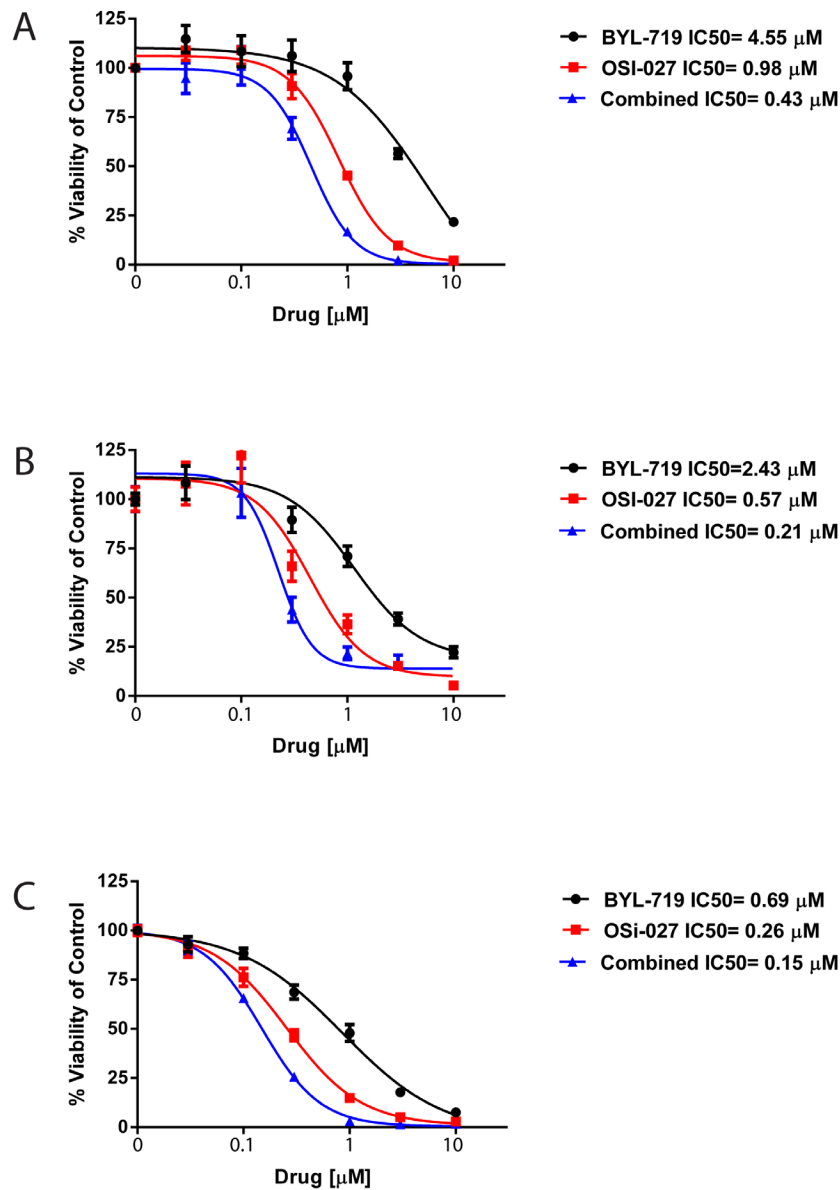 A
% Viability of Control
125
100
75
50
25
0
0
0.1
1
10
Drug [μM]
BYL-719 IC50= 4.55 μM
OSI-027 IC50= 0.98 μM
Combined IC50= 0.43 μM
B
% Viability of Control
125
100
75
50
25
0
0
0.1
1
10
Drug [μM]
BYL-719 IC50=2.43 μM
OSI-027 IC50= 0.57 μM
Combined IC50= 0.21 μM
C
% Viability of Control
125
100
75
50
25
0
0
0.1
1
10
Drug [μM]
BYL-719 IC50= 0.69 μM
OSi-027 IC50= 0.26 μM
Combined IC50= 0.15 μM